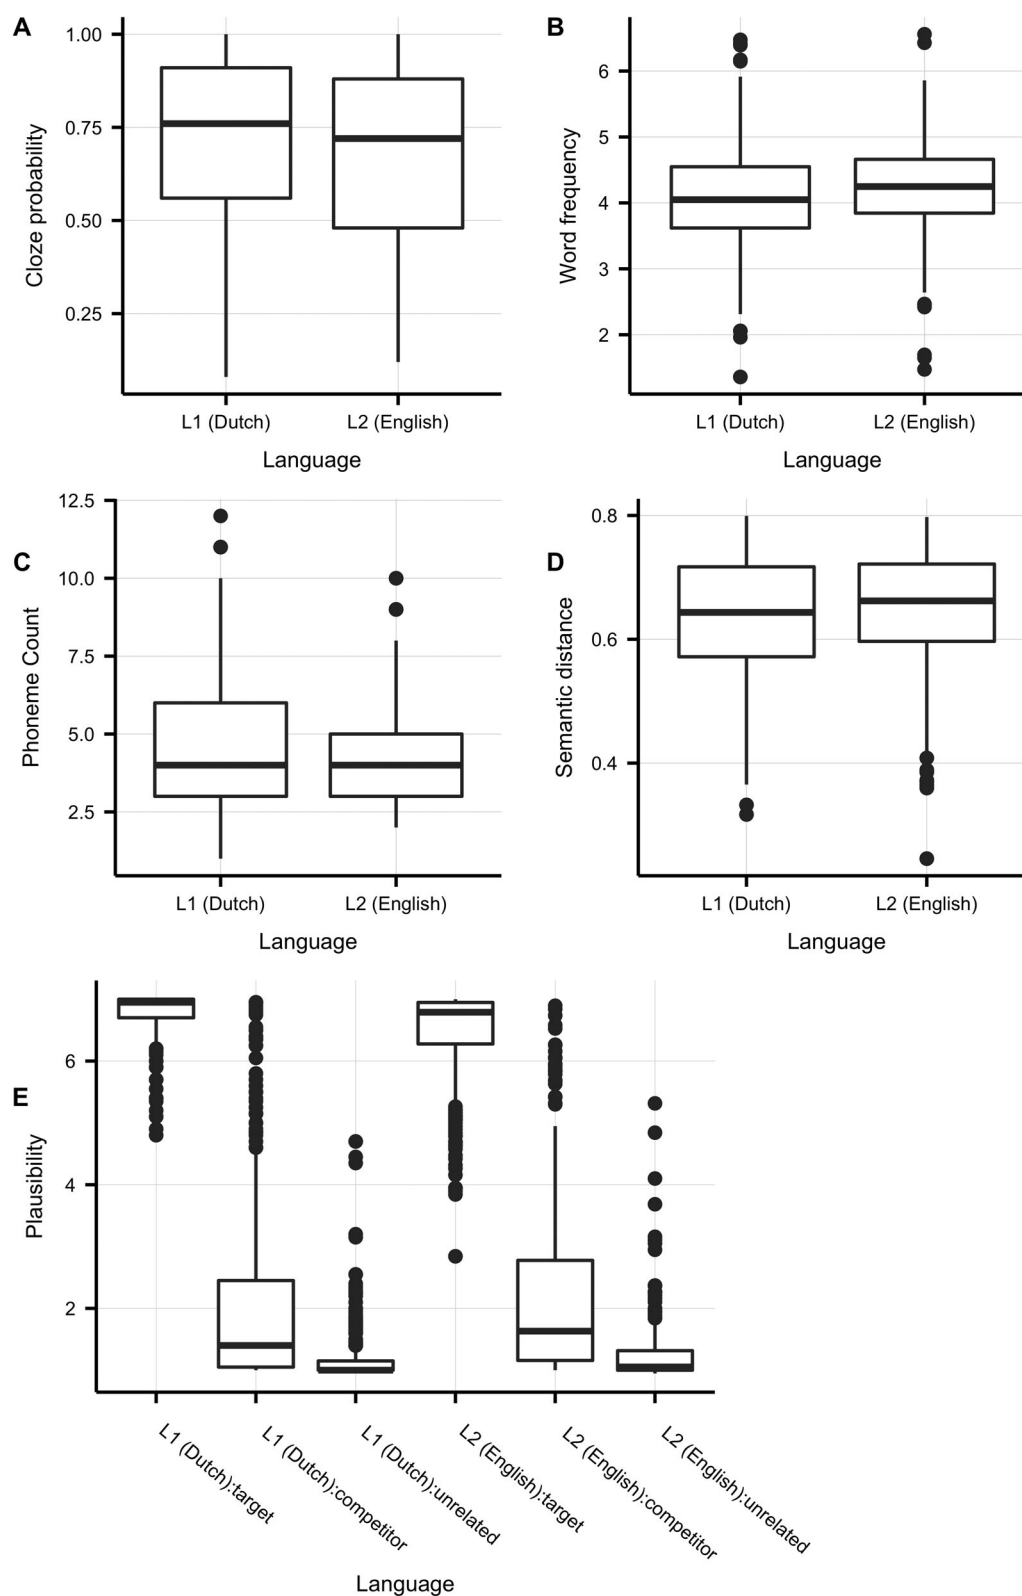 A
Cloze probability
1.00
0.75
0.50
0.25
L1 (Dutch) L2 (English)
Language
B
Word frequency
6
5
4
3
2
L1 (Dutch) L2 (English)
Language
C
Phoneme Count
12.5
10.0
7.5
5.0
2.5
L1 (Dutch) L2 (English)
Language
D
Semantic distance
0.8
0.6
0.4
L1 (Dutch) L2 (English)
Language
E
Plausibility
6
4
2
L1 (Dutch):target
L1 (Dutch):competitor
L1 (Dutch):unrelated
L2 (English):target
L2 (English):competitor
L2 (English):unrelated
Language